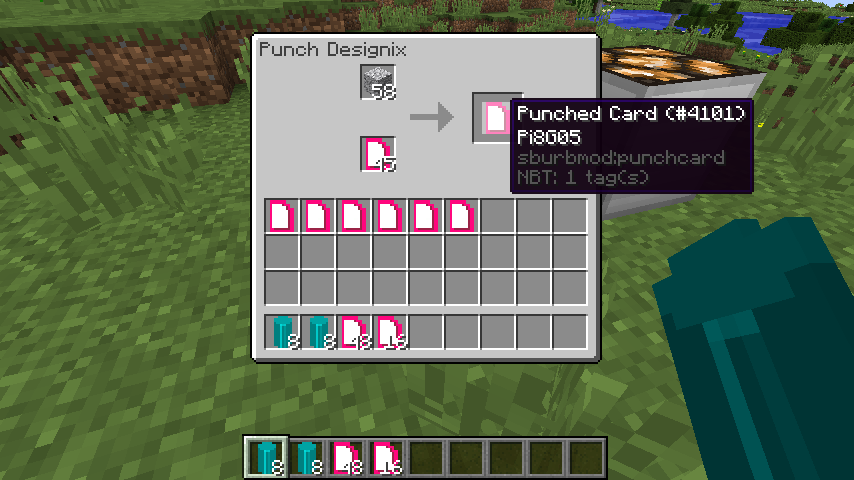 Punch Designix
58
Punched Card (#4101)
Pi8G05
sburbmod:punchcard
NBT: 1 tag(s)
8
8
48
16
8
8
48
16